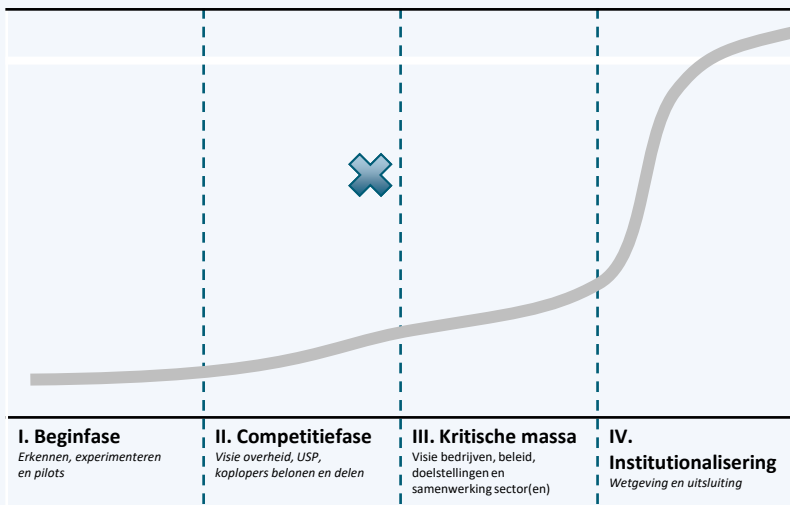 I. Beginfase
Erkennen, experimenteren
en pilots
II. Competitiefase
Visie overheid, USP,
koplopers belonen en delen
III. Kritische massa
Visie bedrijven, beleid,
doelstellingen en
samenwerking sector(en)
IV.
Institutionalisering
Wetgeving en uitsluiting